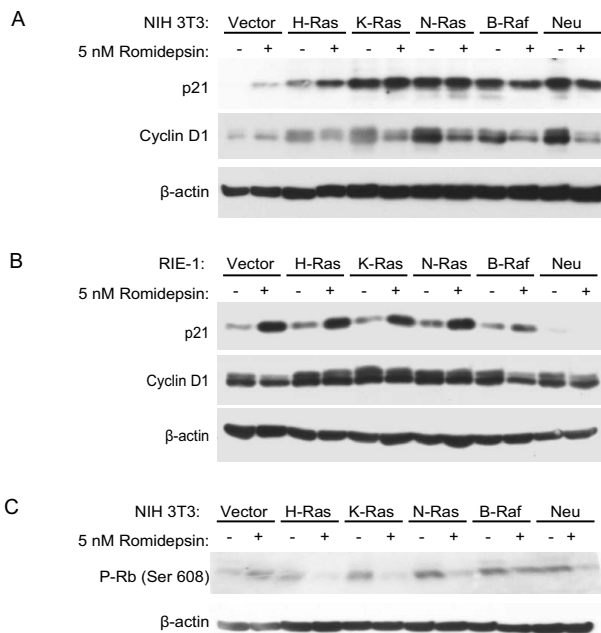 A
NIH 3T3: Vector H-Ras K-Ras N-Ras B-Raf Neu
5 nM Romidepsin: - + - + - + - + - + - +
p21
Cyclin D1
β-actin
B
RIE-1: Vector H-Ras K-Ras N-Ras B-Raf Neu
5 nM Romidepsin: - + - + - + - + - + - +
p21
Cyclin D1
β-actin
C
NIH 3T3: Vector H-Ras K-Ras N-Ras B-Raf Neu
5 nM Romidepsin: - + - + - + - + - + - +
P-Rb (Ser 608)
β-actin